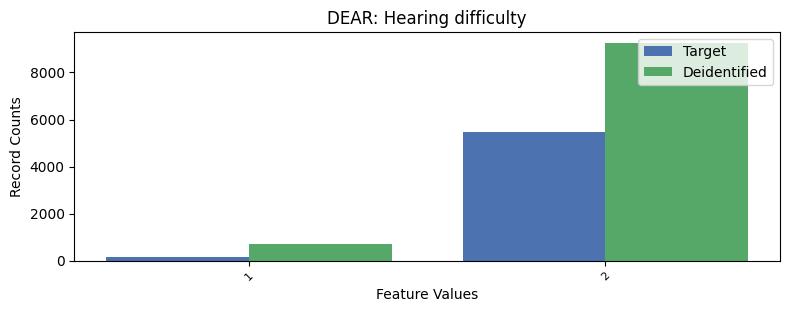 DEAR: Hearing difficulty
Target
Deidentified
Record Counts
8000
6000
4000
2000
0
1
2
Feature Values